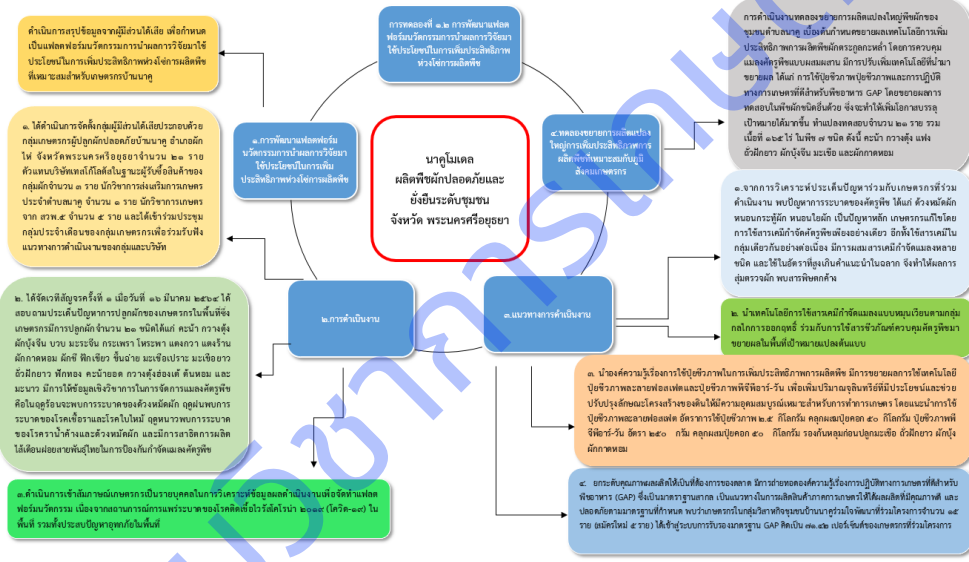 ดำเนินการสรุปข้อมูลจากผู้มีส่วนได้เสีย เพื่อกำหนด
เป็นแพลตฟอร์มนวัตกรรมการนำผลการวิจัยมาใช้
ประโยชน์ในการเพิ่มประสิทธิภาพห่วงโซ่การผลิตพืช
ที่เหมาะสมสำหรับเกษตรกรบ้านนาคู
การทดลองที่ ๑.๒ การพัฒนาแพลต
ฟอร์มนวัตกรรมการนำผลการวิจัยมา
ใช้ประโยชน์ในการเพิ่มประสิทธิภาพ
ห่วงโซ่การผลิตพืช
การดำเนินงานทดลองขยายการผลิตแปลงใหญ่พืชผักของ
ชุมชนตำบลนาคู เบื้องต้นกำหนดขยายผลเทคโนโลยีการเพิ่ม
ประสิทธิภาพการผลิตพืชผักตระกูลกะหล่ำ โดยการควบคุม
แมลงศัตรูพืชแบบผสมผสาน มีการปรับเพิ่มเทคโนโลยีที่นำมา
ขยายผล ได้แก่ การใช้ปุ๋ยชีวภาพปุ๋ยชีวภาพและการปฏิบัติ
ทางการเกษตรที่ดีสำหรับพืชอาหาร GAP โดยขยายผลการ
ทดสอบในพืชผักชนิดอื่นด้วย ซึ่งจะทำให้เพิ่มโอกาสบรรลุ
เป้าหมายได้มากขึ้น ทำแปลงทดสอบจำนวน ๒๑ ราย รวม
เนื้อที่ ๑๖๕ ไร่ ในพืช ๗ ชนิด ดังนี้ คะน้า กวางตุ้ง แฟง
ถั่วฝักยาว ผักบุ้งจีน มะเขือ และผักกาดหอม
๑.การพัฒนาแพลตฟอร์ม
นวัตกรรมการนำผลการวิจัยมา
ใช้ประโยชน์ในการเพิ่ม
ประสิทธิภาพห่วงโซ่การผลิตพืช
นาคูโมเดล
ผลิตพืชผักปลอดภัยและ
ยั่งยืนระดับชุมชน
จังหวัด พระนครศรีอยุธยา
๔.ทดลองขยายการผลิตแปลง
ใหญ่การเพิ่มประสิทธิภาพการ
ผลิตพืชที่เหมาะสมกับภูมิ
สังคมเกษตรกร
๑. ได้ดำเนินการจัดตั้งกลุ่มผู้มีส่วนได้เสียประกอบด้วย
กลุ่มเกษตรกรผู้ปลูกผักปลอดภัยบ้านนาคู อำเภอผัก
ไห่ จังหวัดพระนครศรีอยุธยาจำนวน ๒๑ ราย
ตัวแทนบริษัทเทสโก้โลตัสในฐานะผู้รับซื้อสินค้าของ
กลุ่มผักจำนวน ๓ ราย นักวิชาการส่งเสริมการเกษตร
ประจำตำบลนาคู จำนวน ๑ ราย นักวิชาการเกษตร
จาก สวพ.๕ จำนวน ๕ ราย และได้เข้าร่วมประชุม
กลุ่มประจำเดือนของกลุ่มเกษตรกรเพื่อร่วมรับฟัง
แนวทางการดำเนินงานของกลุ่มและบริษัท
๑.จากการวิเคราะห์ประเด็นปัญหาร่วมกับเกษตรกรที่ร่วม
ดำเนินงาน พบปัญหาการระบาดของศัตรูพืช ได้แก่ ด้วงหมัดผัก
หนอนกระทู้ผัก หนอนใยผัก เป็นปัญหาหลัก เกษตรกรแก้ไขโดย
การใช้สารเคมีกำจัดศัตรูพืชเพียงอย่างเดียว อีกทั้งใช้สารเคมีใน
กลุ่มเดียวกันอย่างต่อเนื่อง มีการผสมสารเคมีกำจัดแมลงหลาย
ชนิด และใช้ในอัตราที่สูงเกินคำแนะนำในฉลาก จึงทำให้ผลการ
สุ่มตรวจผัก พบสารพิษตกค้าง
๒.การดำเนินงาน
๓.แนวทางการดำเนินงาน
๒. ได้จัดเวทีสัญจรครั้งที่ ๑ เมื่อวันที่ ๑๖ มีนาคม ๒๕๖๔ ได้
สอบถามประเด็นปัญหาการปลูกผักของเกษตรกรในพื้นที่ซึ่ง
เกษตรกรมีการปลูกผัก จำนวน ๒๑ ชนิดได้แก่ คะน้า กวางตุ้ง
ผักบุ้งจีน บวบ มะระจีน กระเพรา โหระพา แตงกวา แตงร้าน
ผักกาดหอม ผักชี ฟักเขียว ขึ้นฉ่าย มะเขือเปราะ มะเขือยาว
ถั่วฝักยาว ฟักทอง คะน้ายอด กวางตุ้งฮ่องเต้ ต้นหอม และ
มะนาว มีการให้ข้อมูลเชิงวิชาการในการจัดการแมลงศัตรูพืช
คือในฤดูร้อนจะพบการระบาดของด้วงหมัดผัก ฤดูฝนพบการ
ระบาดของโรคเชื้อราและโรคใบไหม้ ฤดูหนาวพบการระบาด
ของโรคราน้ำค้างและด้วงหมัดผัก และมีการสาธิตการผลิต
ไส้เดือนฝอยสายพันธุ์ไทยในการป้องกันกำจัดแมลงศัตรูพืช
๒. นำเทคโนโลยีการใช้สารเคมีกำจัดแมลงแบบหมุนเวียนตามกลุ่ม
กลไกการออกฤทธิ์ ร่วมกับการใช้สารชีวภัณฑ์ควบคุมศัตรูพืชมา
ขยายผลในพื้นที่เป้าหมายแปลงต้นแบบ
๓. นำองค์ความรู้เรื่องการใช้ปุ๋ยชีวภาพในการเพิ่มประสิทธิภาพการผลิตพืช มีการขยายผลการใช้เทคโนโลยี
ปุ๋ยชีวภาพละลายฟอสเฟตและปุ๋ยชีวภาพพีจีพีอาร์-วัน เพื่อเพิ่มปริมาณจุลินทรีย์ที่มีประโยชน์และช่วย
ปรับปรุงลักษณะโครงสร้างของดินให้มีความอุดมสมบูรณ์เหมาะสำหรับการทำการเกษตร โดยแนะนำการใช้
ปุ๋ยชีวภาพละลายฟอสเฟต อัตราการใช้ปุ๋ยชีวภาพ ๒.๕ กิโลกรัม คลุกผสมปุ๋ยคอก ๕๐ กิโลกรัม ปุ๋ยชีวภาพพี
จีพีอาร์-วัน อัตรา ๒๕๐ กรัม คลุกผสมปุ๋ยคอก ๕๐ กิโลกรัม รองก้นหลุมก่อนปลูกมะเขือ ถั่วฝักยาว ผักบุ้ง
ผักกาดหอม
๓.ดำเนินการเข้าสัมภาษณ์เกษตรกรเป็นรายบุคคลในการวิเคราะห์ข้อมูลผลดำเนินงานเพื่อจัดทำแพลต
ฟอร์มนวัตกรรม เนื่องจากสถานการณ์การแพร่ระบาดของโรคติดเชื้อไวรัสโคโรน่า ๒๐๑๙ (โควิด-๑๙) ใน
พื้นที่ รวมทั้งประสบปัญหาอุทกภัยในพื้นที่
๔. ยกระดับคุณภาพผลผลิตให้เป็นที่ต้องการของตลาด มีการถ่ายทอดองค์ความรู้เรื่องการปฏิบัติทางการเกษตรที่ดีสำหรับ
พืชอาหาร (GAP) ซึ่งเป็นมาตรฐานสากล เป็นแนวทางในการผลิตสินค้าภาคการเกษตรให้ได้ผลผลิตที่มีคุณภาพดี และ
ปลอดภัยตามมาตรฐานที่กำหนด พบว่าเกษตรกรในกลุ่มวิสาหกิจชุมชนบ้านนาคูร่วมใจพัฒนาที่ร่วมโครงการจำนวน ๑๕
ราย (สมัครใหม่ ๕ ราย) ได้เข้าสู่ระบบการรับรองมาตรฐาน GAP คิดเป็น ๗๑.๔๒ เปอร์เซ็นต์ของเกษตรกรที่ร่วมโครงการ